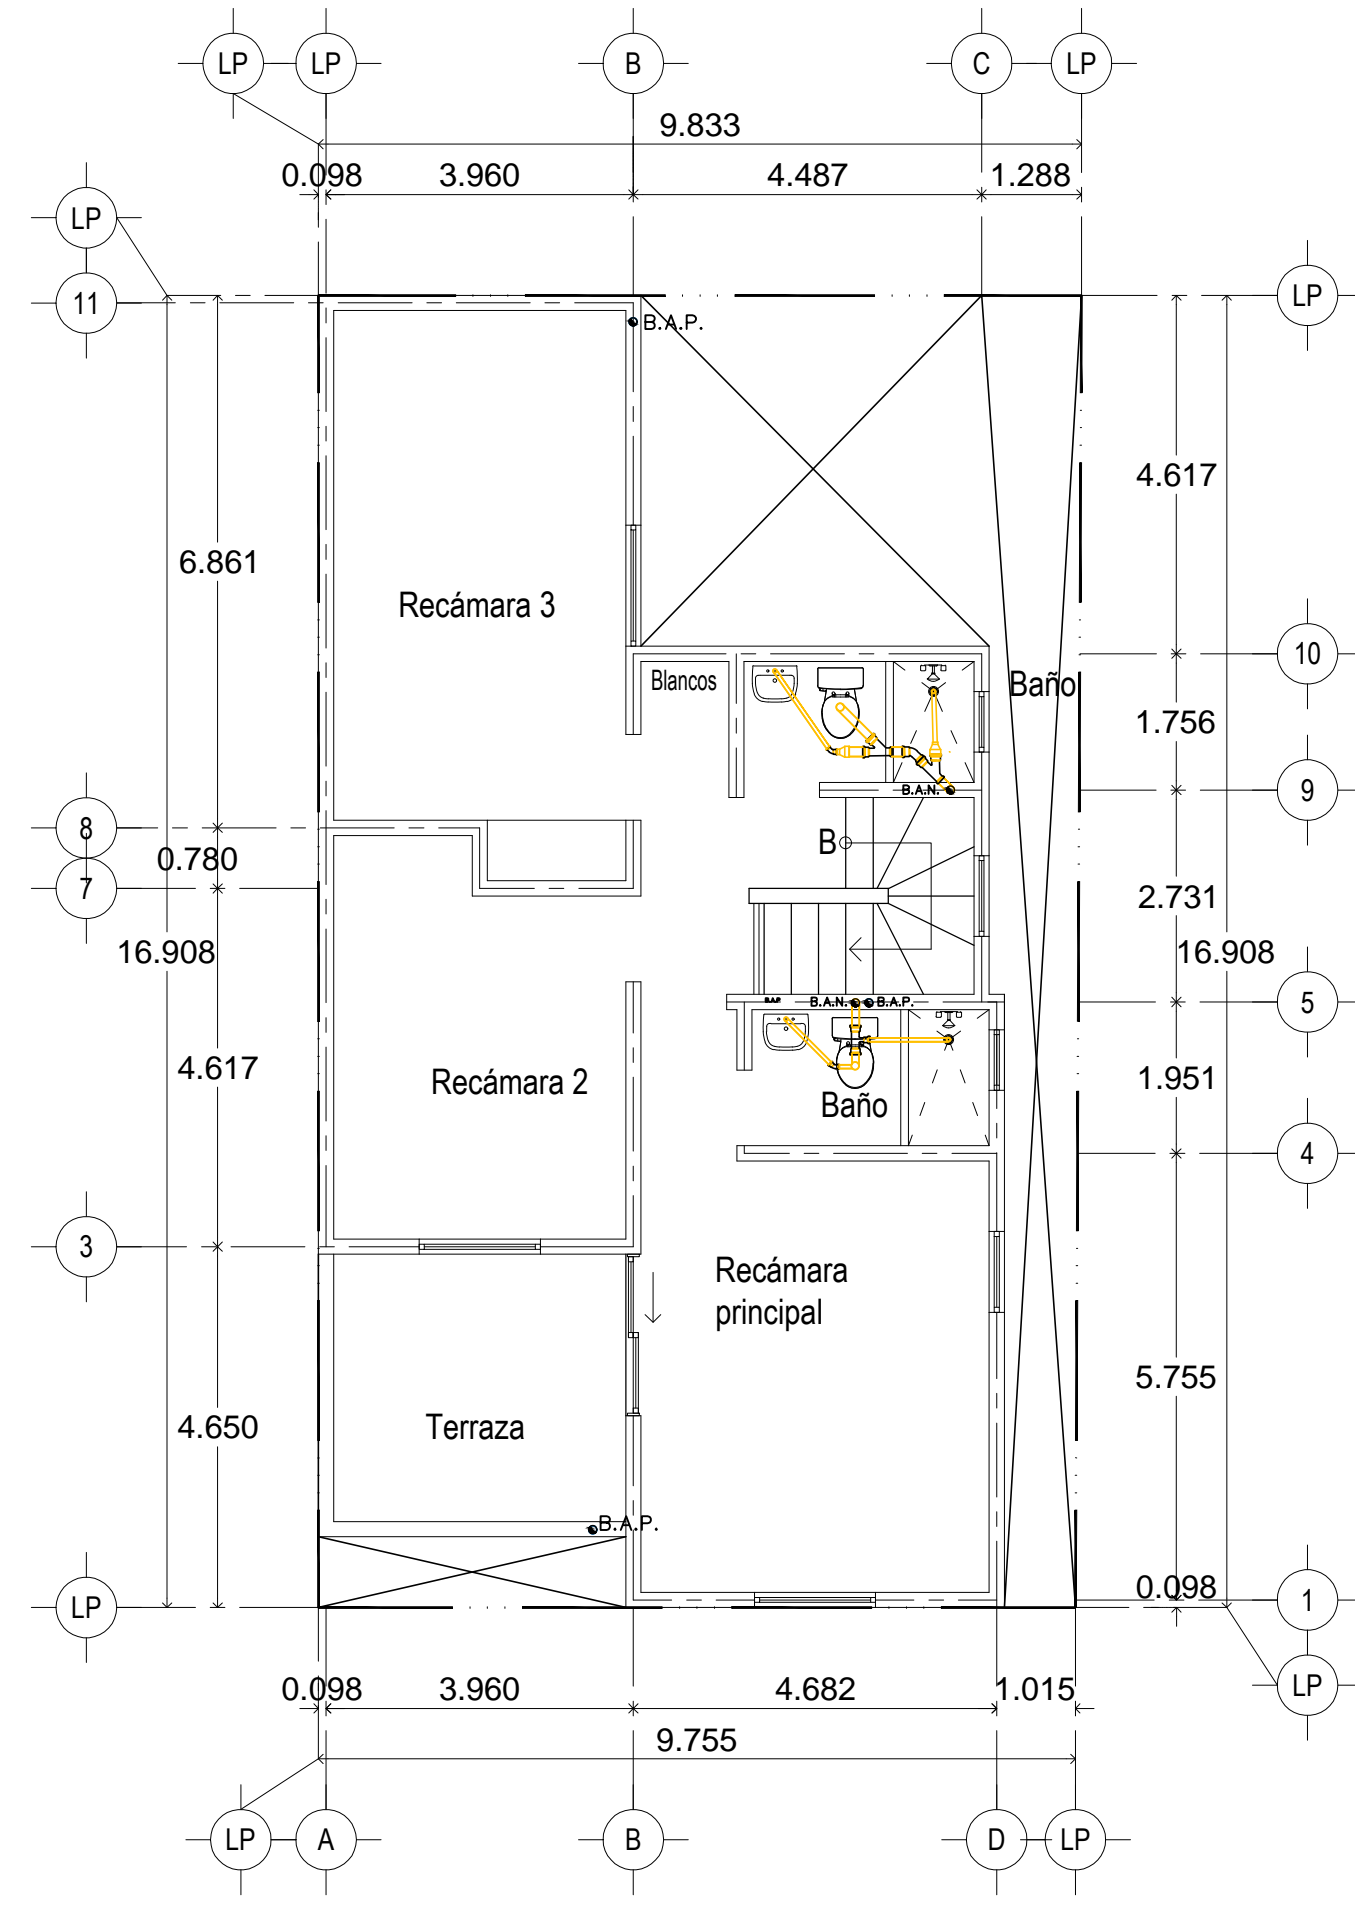 LP
LP
B
C
LP
9.833
0.098
3.960
4.487
1.288
LP
11
LP
B.A.P.
4.617
6.861
Recámara 3
10
Blancos
Baño
1.756
B.A.N.
9
8
B
0.780
7
2.731
16.908
16.908
B.A.P.
B.A.N.
B.A.P.
5
4.617
Recámara 2
1.951
Baño
4
3
Recámara
principal
5.755
4.650
Terraza
B.A.P.
0.098
LP
1
LP
0.098
3.960
4.682
1.015
9.755
LP
A
B
D
LP